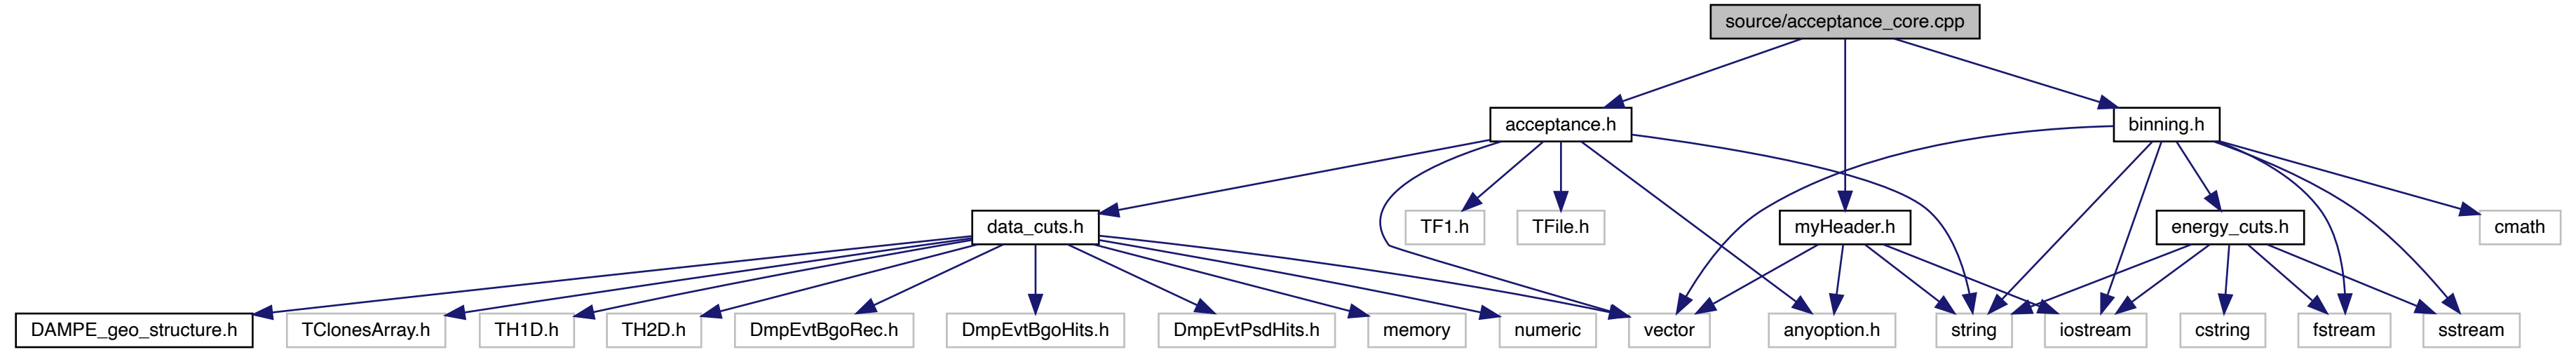 source/acceptance_core.cpp
acceptance.h
binning.h
data_cuts.h
TF1.h
TFile.h
myHeader.h
energy_cuts.h
cmath
DAMPE_geo_structure.h
TClonesArray.h
TH1D.h
TH2D.h
DmpEvtBgoRec.h
DmpEvtBgoHits.h
DmpEvtPsdHits.h
memory
numeric
vector
anyoption.h
string
iostream
cstring
fstream
sstream